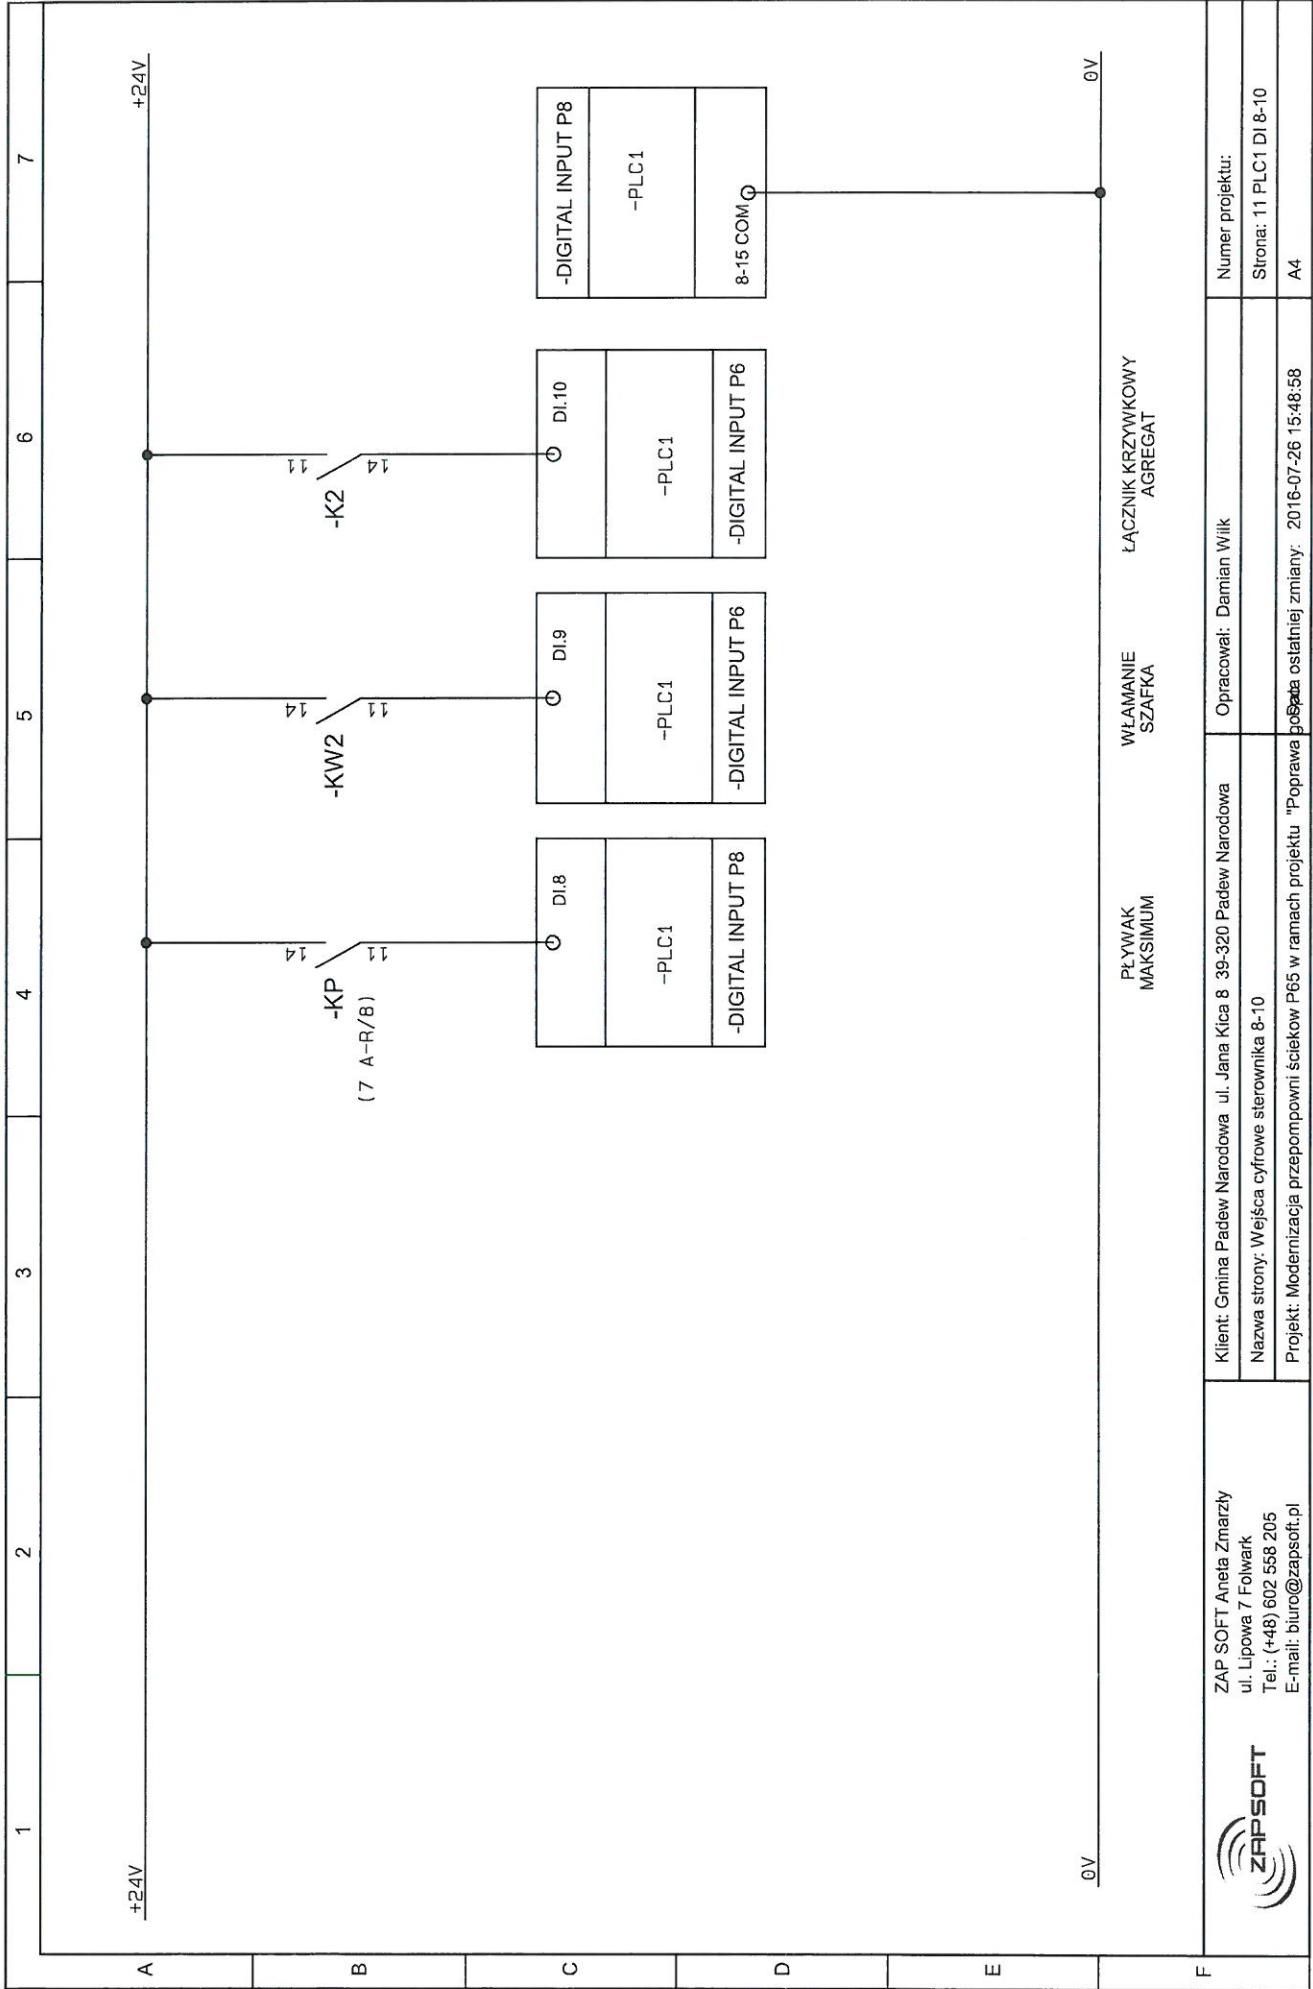 1 2 3 4 5 6 7
A
B
C
D
E
F
+24V +24V
14
-KP
11
(7 A-R/B)
14
-KW2
11
11
-K2
14
DI.8
-PLC1
-DIGITAL INPUT P8
DI.9
-PLC1
-DIGITAL INPUT P6
DI.10
-PLC1
-DIGITAL INPUT P6
-DIGITAL INPUT P8
-PLC1
8-15 COM
0V 0V
PŁYWAK
MAKSIMUM
WŁAMANIE
SZAFKA
ŁĄCZNIK KRZYWKOWY
AGREGAT
ZAPSOFT
ZAP SOFT Aneta Zmarzły
ul. Lipowa 7 Folwark
Tel.: (+48) 602 558 205
E-mail: biuro@zapsoft.pl
Klient: Gmina Padew Narodowa ul. Jana Kica 8 39-320 Padew Narodowa
Nazwa strony: Wejśca cyfrowe sterownika 8-10
Projekt: Modernizacja przepompowni ściekow P65 w ramach projektu "Poprawa
Opracował: Damian Wilk
ostatniej zmiany: 2016-07-26 15:48:58
Numer projektu:
Strona: 11 PLC1 DI 8-10
A4